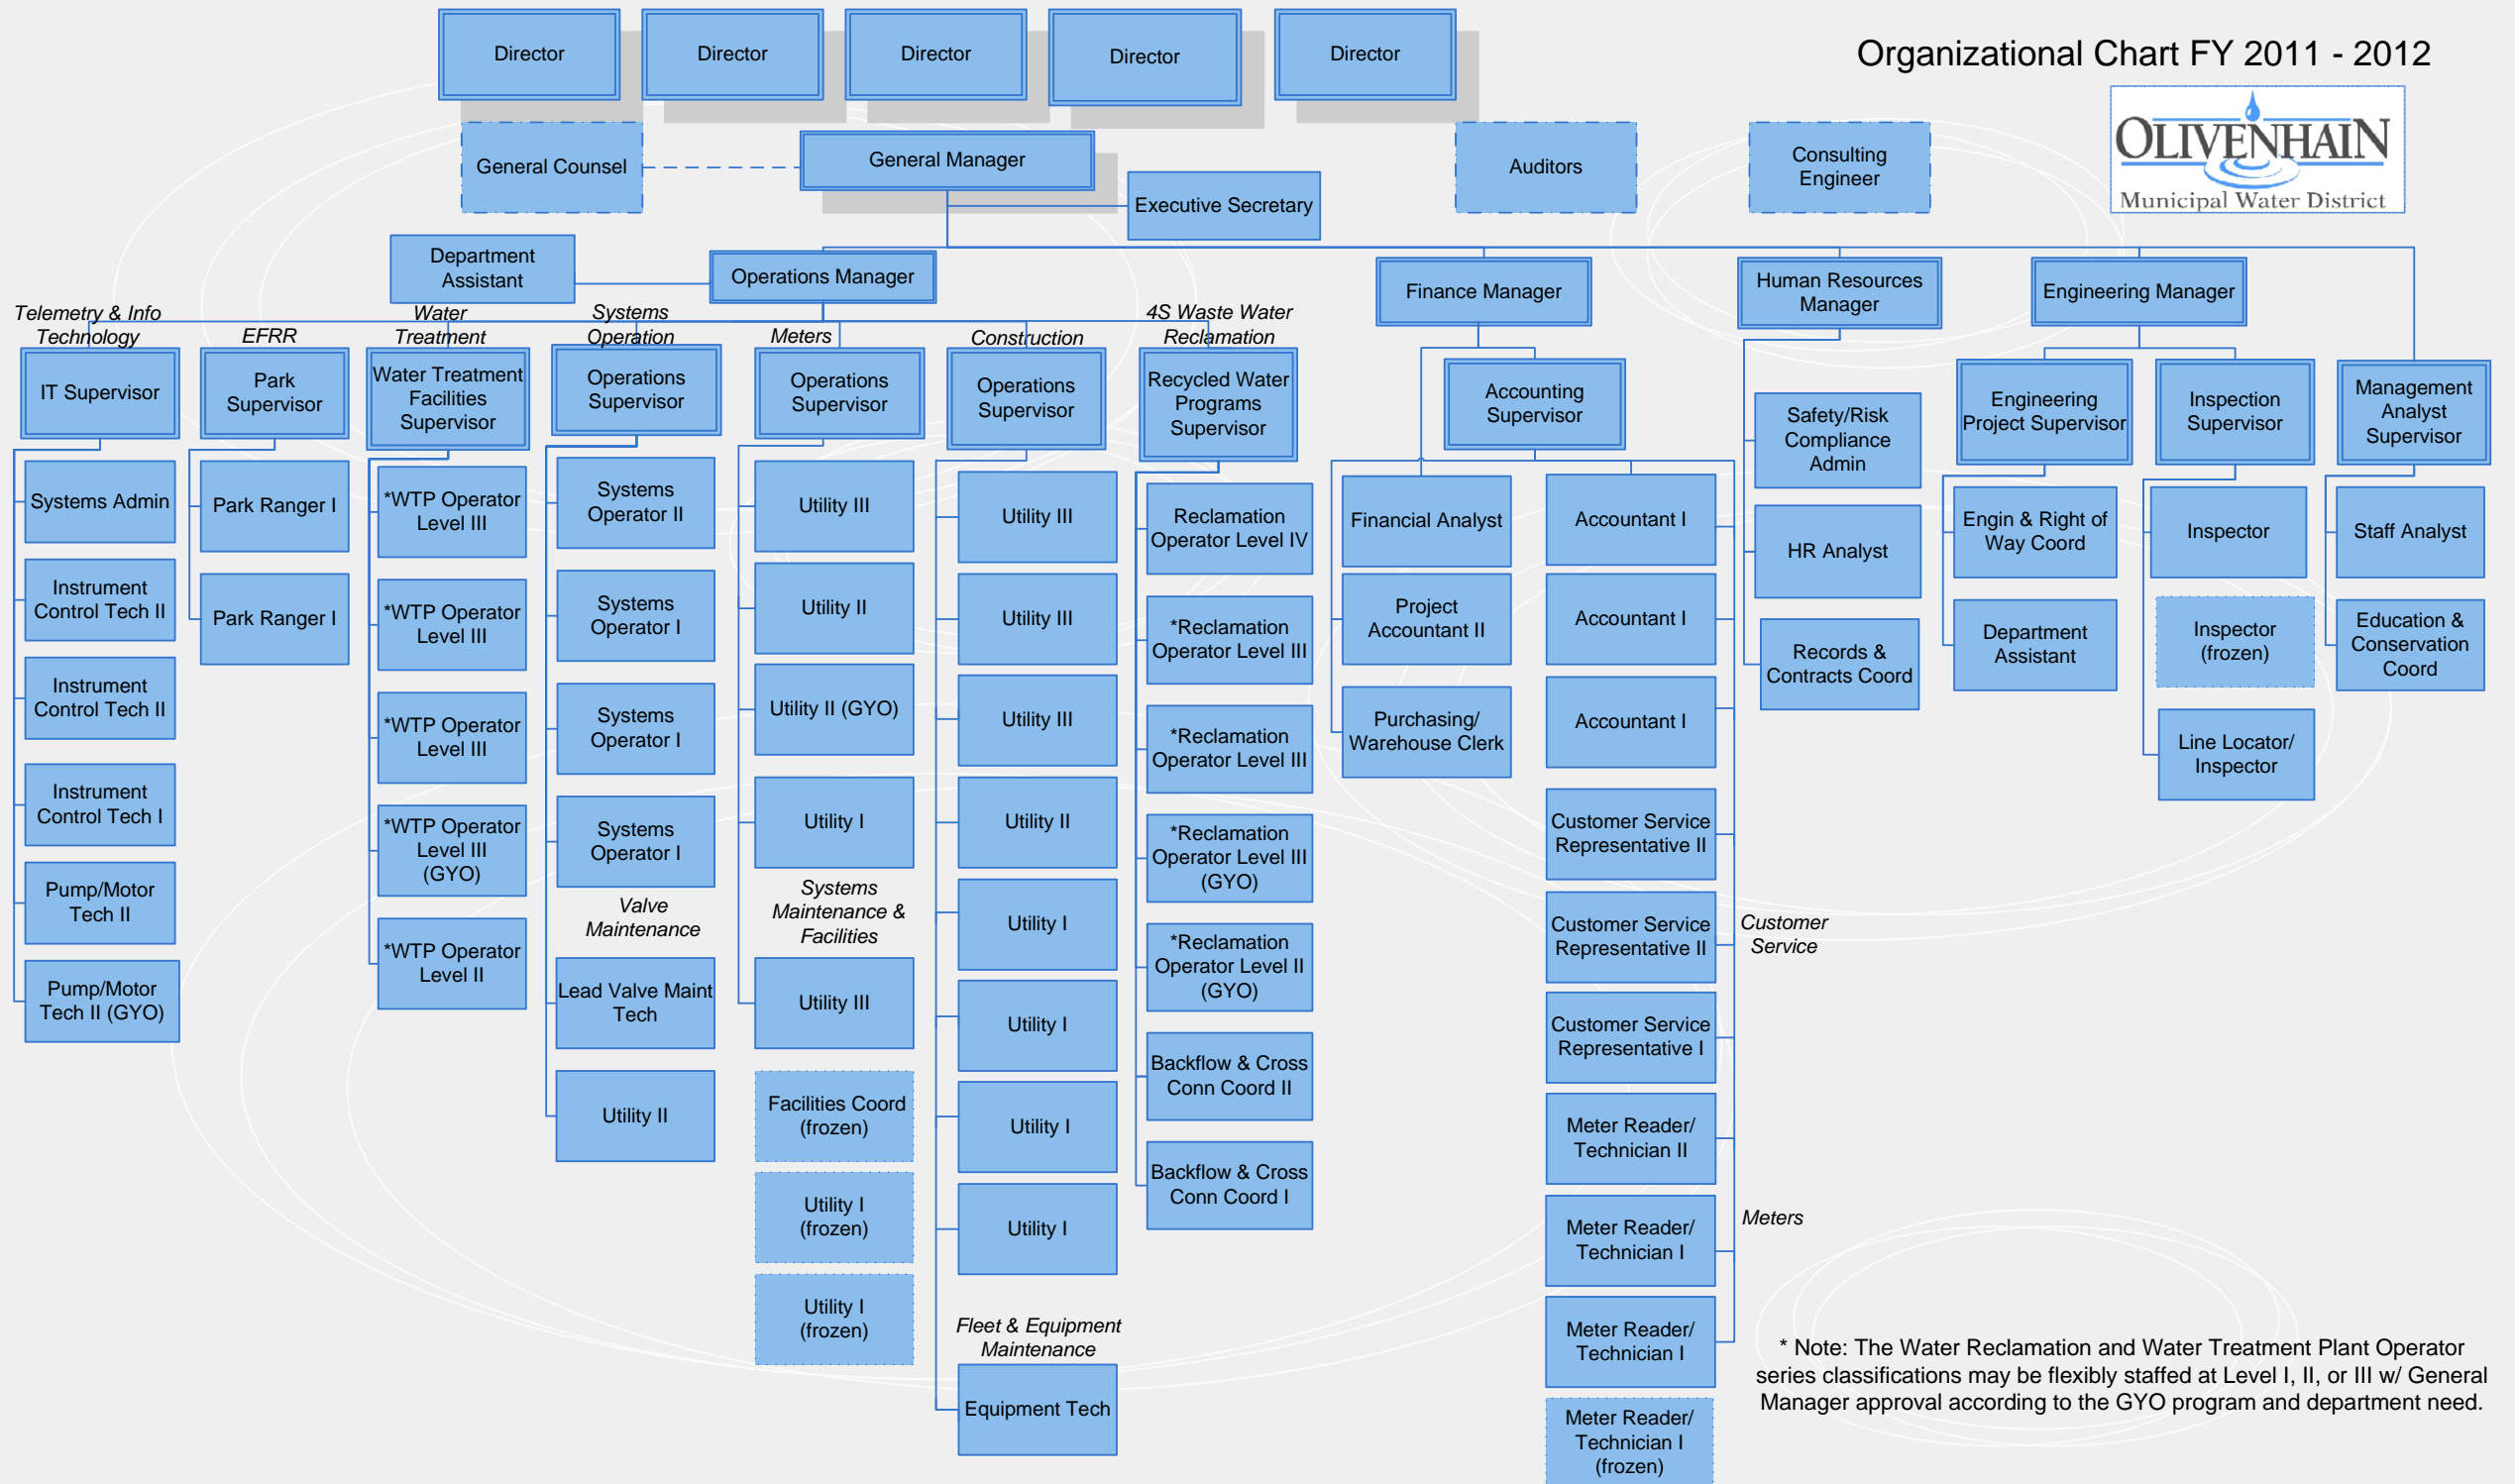 Director
Director
Director
Director
Director
Organizational Chart FY 2011 - 2012
OLIVENHAIN
Municipal Water District
General Counsel
General Manager
Executive Secretary
Auditors
Consulting
Engineer
Department
Assistant
Operations Manager
Finance Manager
Human Resources
Manager
Engineering Manager
Telemetry & Info
Technology
IT Supervisor
Systems Admin
Instrument
Control Tech II
Instrument
Control Tech II
Instrument
Control Tech I
Pump/Motor
Tech II
Pump/Motor
Tech II (GYO)
EFRR
Park
Supervisor
Park Ranger I
Park Ranger I
Water
Treatment
Water Treatment
Facilities
Supervisor
*WTP Operator
Level III
*WTP Operator
Level III
*WTP Operator
Level III
*WTP Operator
Level III
(GYO)
*WTP Operator
Level II
Systems
Operation
Operations
Supervisor
Systems
Operator II
Systems
Operator I
Systems
Operator I
Systems
Operator I
Valve
Maintenance
Lead Valve Maint
Tech
Utility II
Meters
Operations
Supervisor
Utility III
Utility II
Utility II (GYO)
Utility I
Systems
Maintenance &
Facilities
Utility III
Facilities Coord
(frozen)
Utility I
(frozen)
Utility I
(frozen)
Construction
Operations
Supervisor
Utility III
Utility III
Utility III
Utility II
Utility I
Utility I
Utility I
Utility I
Fleet & Equipment
Maintenance
Equipment Tech
4S Waste Water
Reclamation
Recycled Water
Programs
Supervisor
Reclamation
Operator Level IV
*Reclamation
Operator Level III
*Reclamation
Operator Level III
*Reclamation
Operator Level III
(GYO)
*Reclamation
Operator Level II
(GYO)
Backflow & Cross
Conn Coord II
Backflow & Cross
Conn Coord I
Accounting
Supervisor
Financial Analyst
Project
Accountant II
Purchasing/
Warehouse Clerk
Accountant I
Accountant I
Accountant I
Customer Service
Representative II
Customer Service
Representative II
Customer Service
Representative I
Customer
Service
Meter Reader/
Technician II
Meter Reader/
Technician I
Meters
Meter Reader/
Technician I
Meter Reader/
Technician I
(frozen)
Safety/Risk
Compliance
Admin
HR Analyst
Records &
Contracts Coord
Engineering
Project Supervisor
Engin & Right of
Way Coord
Department
Assistant
Inspection
Supervisor
Inspector
Inspector
(frozen)
Line Locator/
Inspector
Management
Analyst
Supervisor
Staff Analyst
Education &
Conservation
Coord
* Note: The Water Reclamation and Water Treatment Plant Operator
series classifications may be flexibly staffed at Level I, II, or III w/ General
Manager approval according to the GYO program and department need.